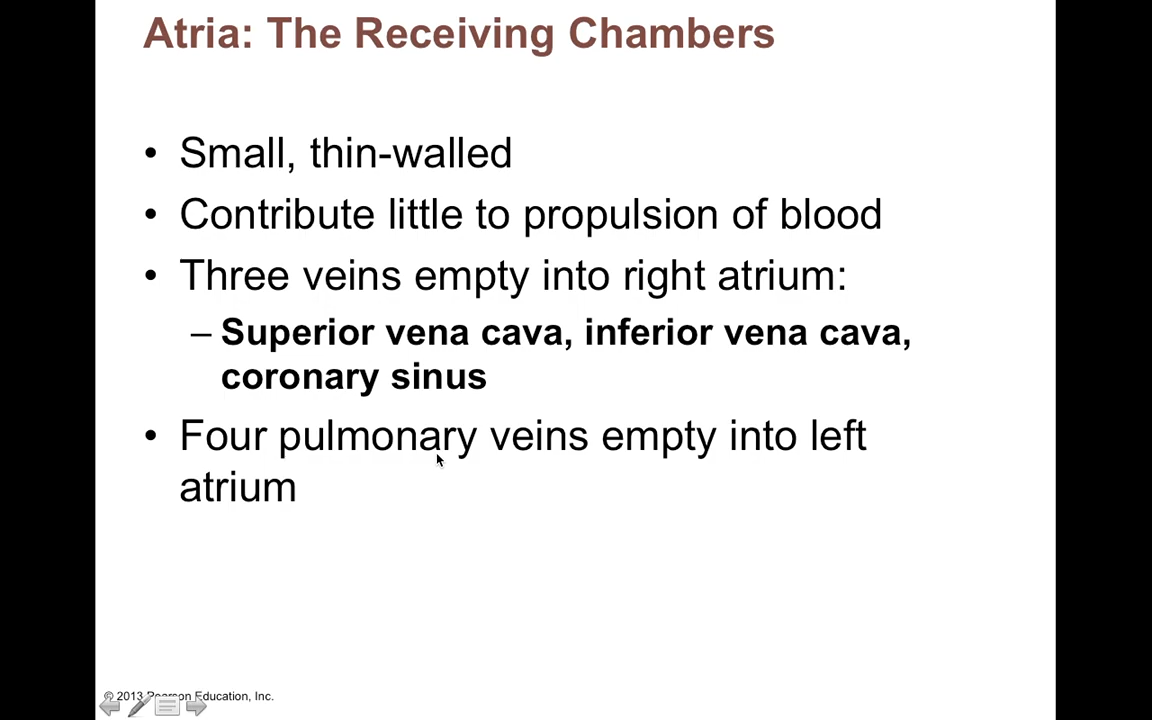 Atria: The Receiving Chambers
• Small, thin-walled
• Contribute little to propulsion of blood
• Three veins empty into right atrium:
– Superior vena cava, inferior vena cava,
coronary sinus
• Four pulmonary veins empty into left
atrium
© 2013 Pearson Education, Inc.